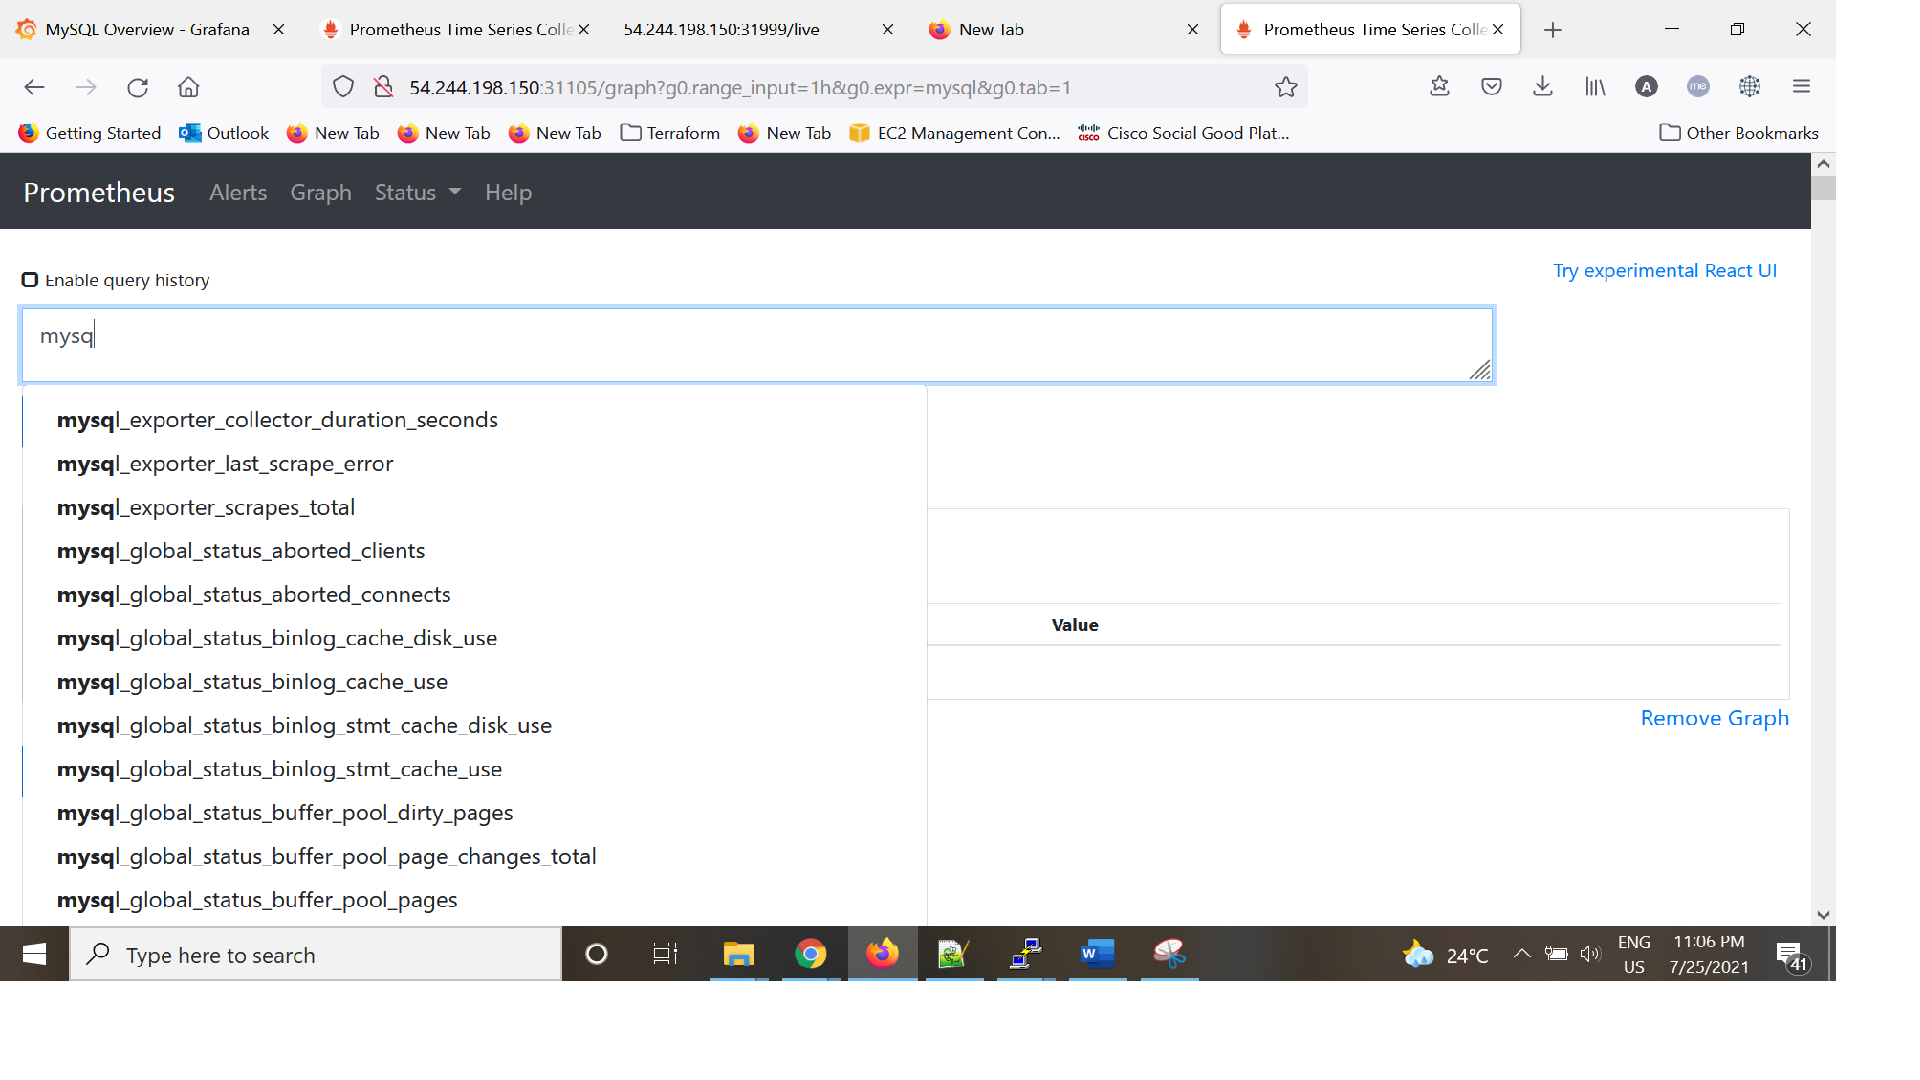 MySQL Overview - Grafana
Prometheus Time Series Colle
54.244.198.150:31999/live
New Tab
Prometheus Time Series Colle
54.244.198.150:31105/graph?g0.range_input=1h&g0.expr=mysql&g0.tab=1
A
me
Getting Started
Outlook
New Tab
New Tab
New Tab
Terraform
New Tab
EC2 Management Con...
CISCO
Cisco Social Good Plat...
Other Bookmarks
Prometheus
Alerts
Graph
Status
Help
Enable query history
Try experimental React UI
mysq
mysql_exporter_collector_duration_seconds
mysql_exporter_last_scrape_error
mysql_exporter_scrapes_total
mysql_global_status_aborted_clients
mysql_global_status_aborted_connects
mysql_global_status_binlog_cache_disk_use
Value
mysql_global_status_binlog_cache_use
mysql_global_status_binlog_stmt_cache_disk_use
Remove Graph
mysql_global_status_binlog_stmt_cache_use
mysql_global_status_buffer_pool_dirty_pages
mysql_global_status_buffer_pool_page_changes_total
mysql_global_status_buffer_pool_pages
Type here to search
W
24°C
ENG
US
11:06 PM
7/25/2021
41